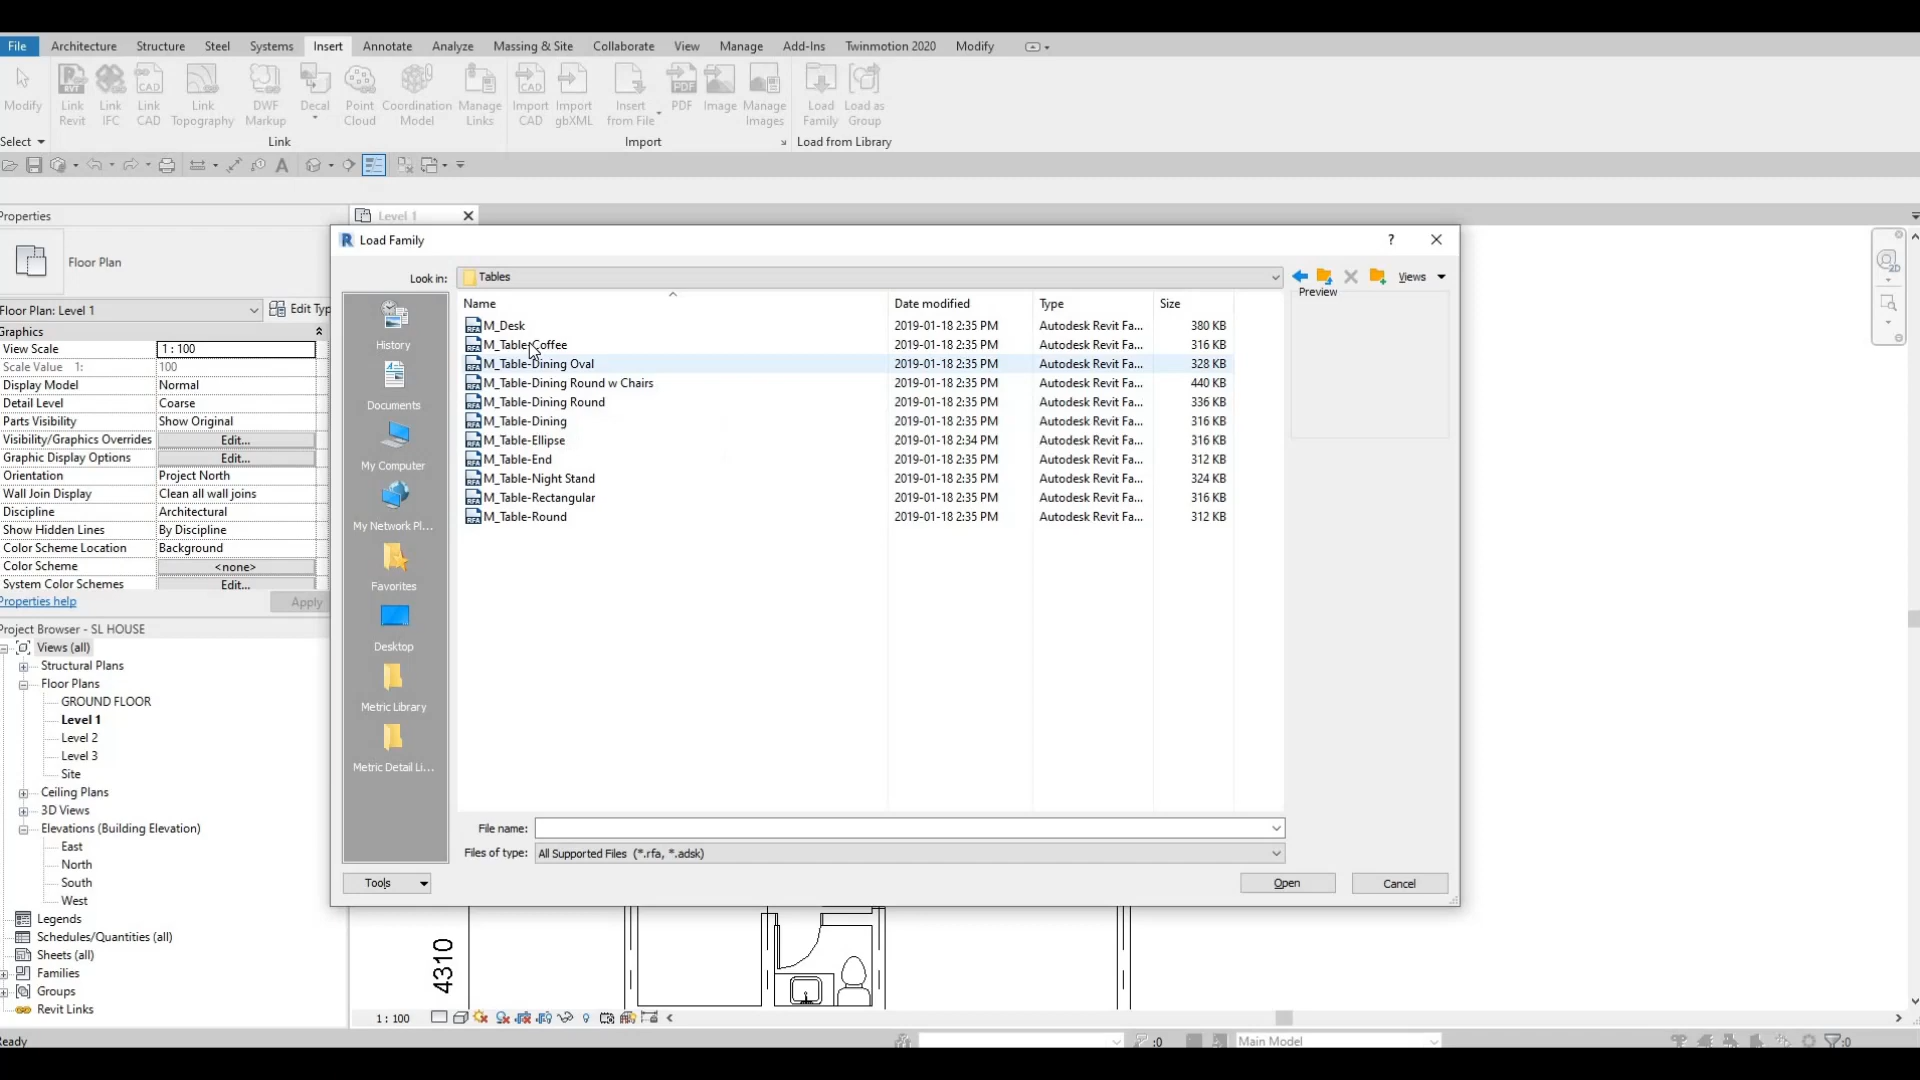 File Architecture Structure Steel Systems Insert Annotate Analyze Massing & Site Collaborate View Manage Add-Ins Twinmotion 2020 Modify
Modify Link Revit Link IFC Link CAD Link Topography DWF Markup Decal Point Cloud Coordination Model Manage Links Import CAD Import gbXML Insert from File PDF Image Manage Images Load Family Load as Group
Select Link Import Load from Library
Properties Level 1
Floor Plan
Floor Plan: Level 1 Edit Typ
Graphics
View Scale 1 : 100
Scale Value 1: 100
Display Model Normal
Detail Level Coarse
Parts Visibility Show Original
Visibility/Graphics Overrides Edit...
Graphic Display Options Edit...
Orientation Project North
Wall Join Display Clean all wall joins
Discipline Architectural
Show Hidden Lines By Discipline
Color Scheme Location Background
Color Scheme <none>
System Color Schemes Edit...
Properties help Apply
Project Browser - SL HOUSE
Views (all)
Structural Plans
Floor Plans
GROUND FLOOR
Level 1
Level 2
Level 3
Site
Ceiling Plans
3D Views
Elevations (Building Elevation)
East
North
South
West
Legends
Schedules/Quantities (all)
Sheets (all)
Families
Groups
Revit Links
Load Family ?
Look in: Tables Views
History
Documents
My Computer
My Network Pl...
Favorites
Desktop
Metric Library
Metric Detail Li...
Name Date modified Type Size
M_Desk 2019-01-18 2:35 PM Autodesk Revit Fa... 380 KB
M_Table-Coffee 2019-01-18 2:35 PM Autodesk Revit Fa... 316 KB
M_Table-Dining Oval 2019-01-18 2:35 PM Autodesk Revit Fa... 328 KB
M_Table-Dining Round w Chairs 2019-01-18 2:35 PM Autodesk Revit Fa... 440 KB
M_Table-Dining Round 2019-01-18 2:35 PM Autodesk Revit Fa... 336 KB
M_Table-Dining 2019-01-18 2:35 PM Autodesk Revit Fa... 316 KB
M_Table-Ellipse 2019-01-18 2:34 PM Autodesk Revit Fa... 316 KB
M_Table-End 2019-01-18 2:35 PM Autodesk Revit Fa... 312 KB
M_Table-Night Stand 2019-01-18 2:35 PM Autodesk Revit Fa... 324 KB
M_Table-Rectangular 2019-01-18 2:35 PM Autodesk Revit Fa... 316 KB
M_Table-Round 2019-01-18 2:35 PM Autodesk Revit Fa... 312 KB
Preview
File name:
Files of type: All Supported Files (*.rfa, *.adsk)
Tools Open Cancel
4310
1 : 100
eady :0 Main Model :0